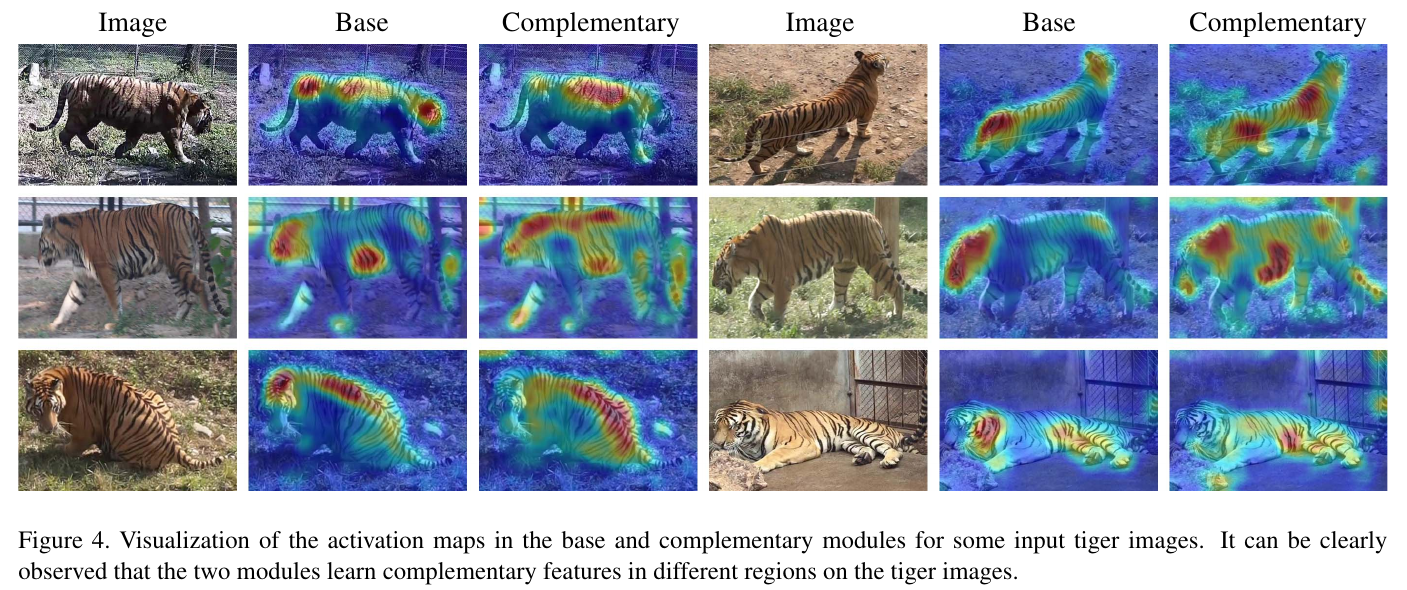 Image Base Complementary Image Base Complementary
Figure 4. Visualization of the activation maps in the base and complementary modules for some input tiger images. It can be clearly
observed that the two modules learn complementary features in different regions on the tiger images.